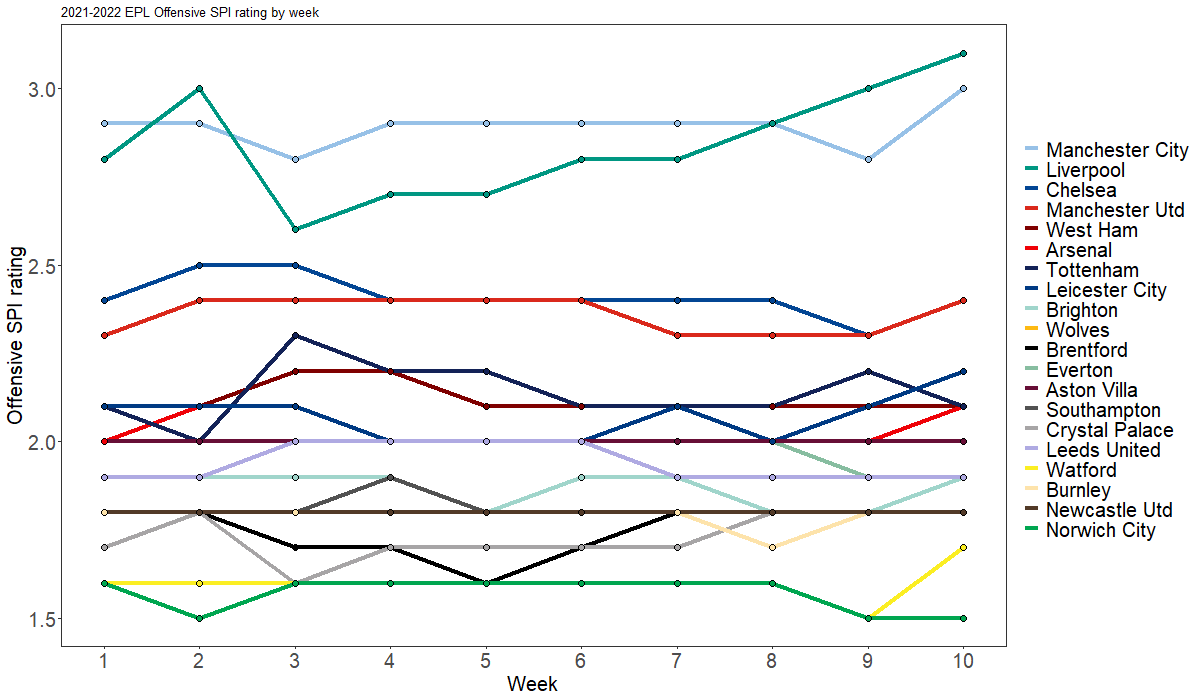 2021-2022 EPL Offensive SPI rating by week
Offensive SPI rating
3.0
2.5
2.0
1.5
1 2 3 4 5 6 7 8 9 10
Week
Manchester City
Liverpool
Chelsea
Manchester Utd
West Ham
Arsenal
Tottenham
Leicester City
Brighton
Wolves
Brentford
Everton
Aston Villa
Southampton
Crystal Palace
Leeds United
Watford
Burnley
Newcastle Utd
Norwich City